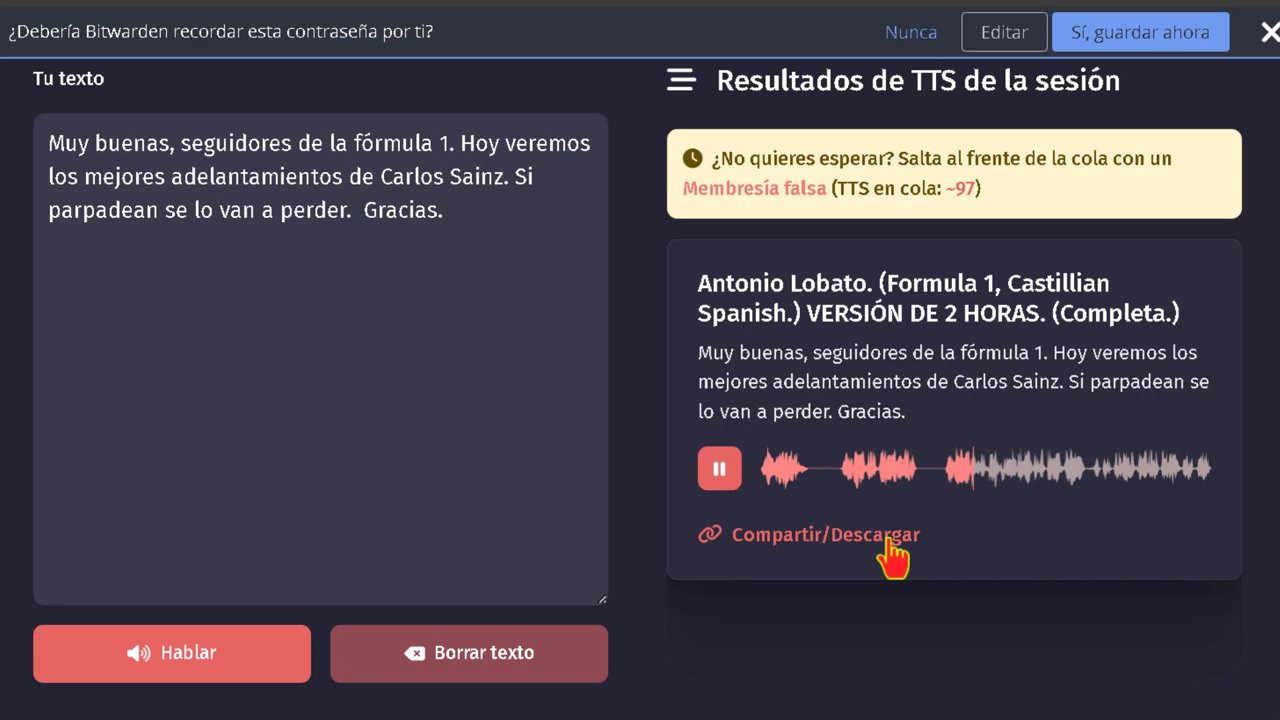 ¿Debería Bitwarden recordar esta contraseña por ti?
Nunca
Editar
Sí, guardar ahora
Tu texto
Muy buenas, seguidores de la fórmula 1. Hoy veremos
los mejores adelantamientos de Carlos Sainz. Si
parpadean se lo van a perder.  Gracias.
Hablar
Borrar texto
Resultados de TTS de la sesión
¿No quieres esperar? Salta al frente de la cola con un
Membresía falsa (TTS en cola: ~97)
Antonio Lobato. (Formula 1, Castillian
Spanish.) VERSIÓN DE 2 HORAS. (Completa.)
Muy buenas, seguidores de la fórmula 1. Hoy veremos los
mejores adelantamientos de Carlos Sainz. Si parpadean se
lo van a perder. Gracias.
Compartir/Descargar